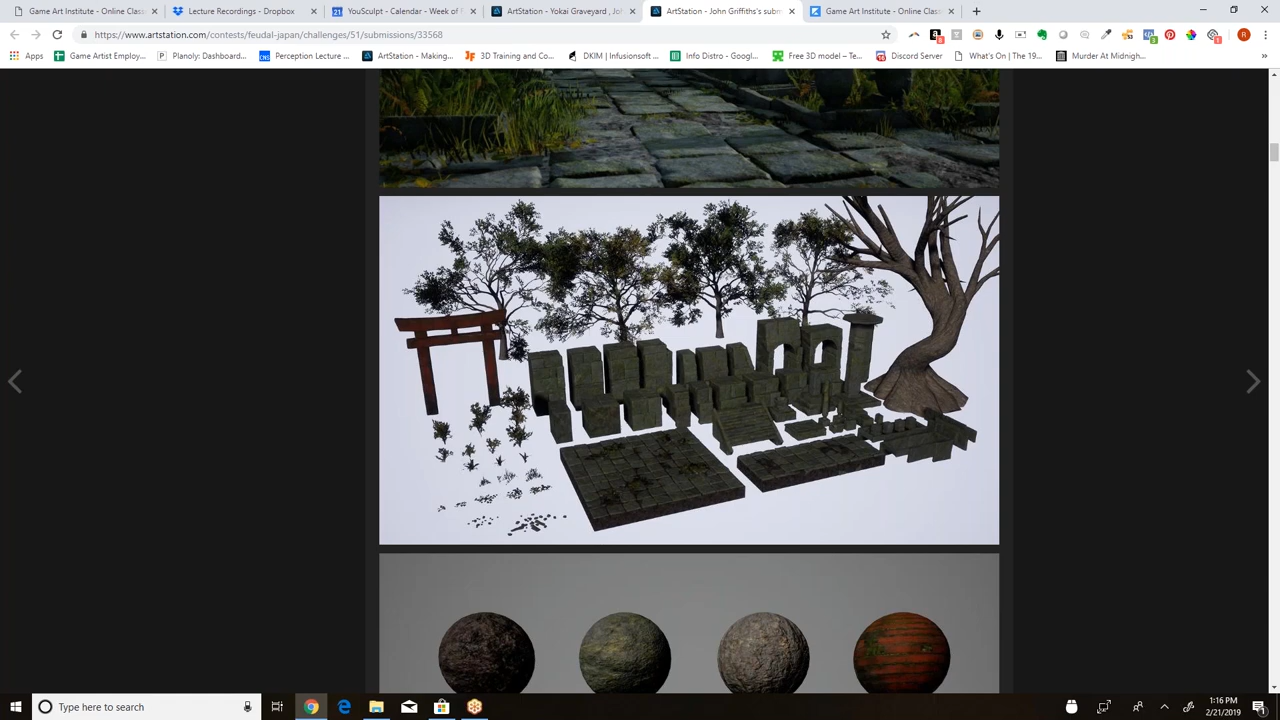 Game Art Institute - Online Class
Lecture Recordings - Dropbox
YouSculpt - Calendar - Week of F
ArtStation - Yokai Graveyard , Joh
ArtStation - John Griffiths's subm
Game Art Institute - Online Class
https://www.artstation.com/contests/feudal-japan/challenges/51/submissions/33568
Apps
Game Artist Employ...
Planoly: Dashboard...
Perception Lecture ...
ArtStation - Making...
3D Training and Co...
DKIM | Infusionsoft ...
Info Distro - Googl...
Free 3D model – Te...
Discord Server
What's On | The 19...
Murder At Midnigh...
»
Type here to search
1:16 PM
2/21/2019